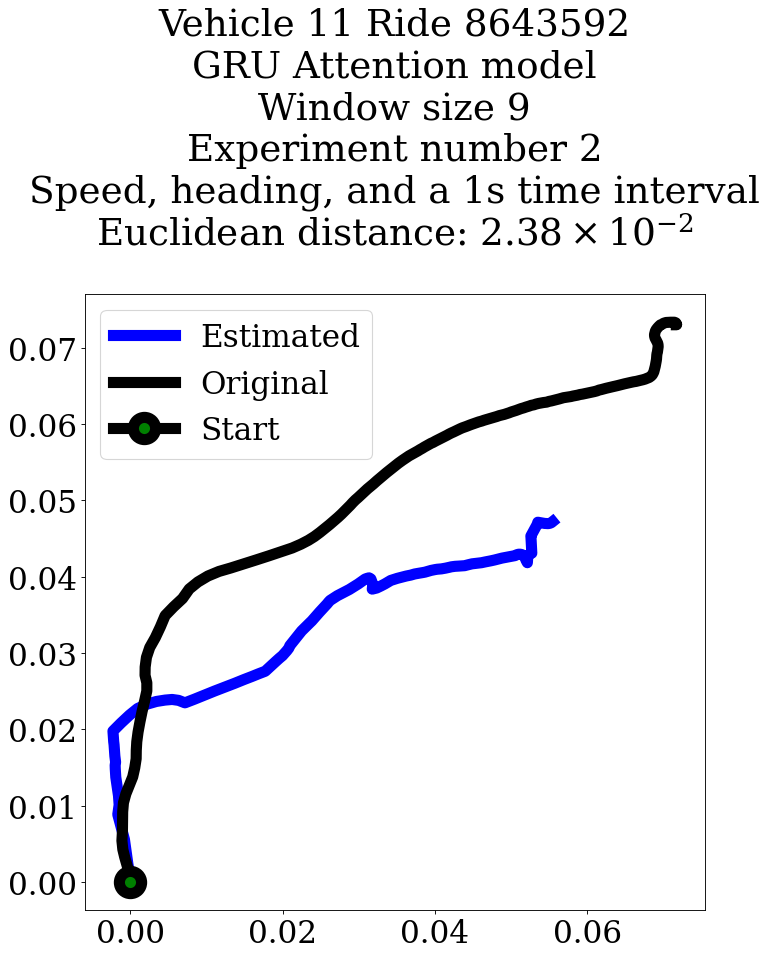 Vehicle 11 Ride 8643592
GRU Attention model
Window size 9
Experiment number 2
Speed, heading, and a 1s time interval
Euclidean distance: 2.38 × 10⁻²
Estimated
Original
Start
0.07
0.06
0.05
0.04
0.03
0.02
0.01
0.00
0.00 0.02 0.04 0.06